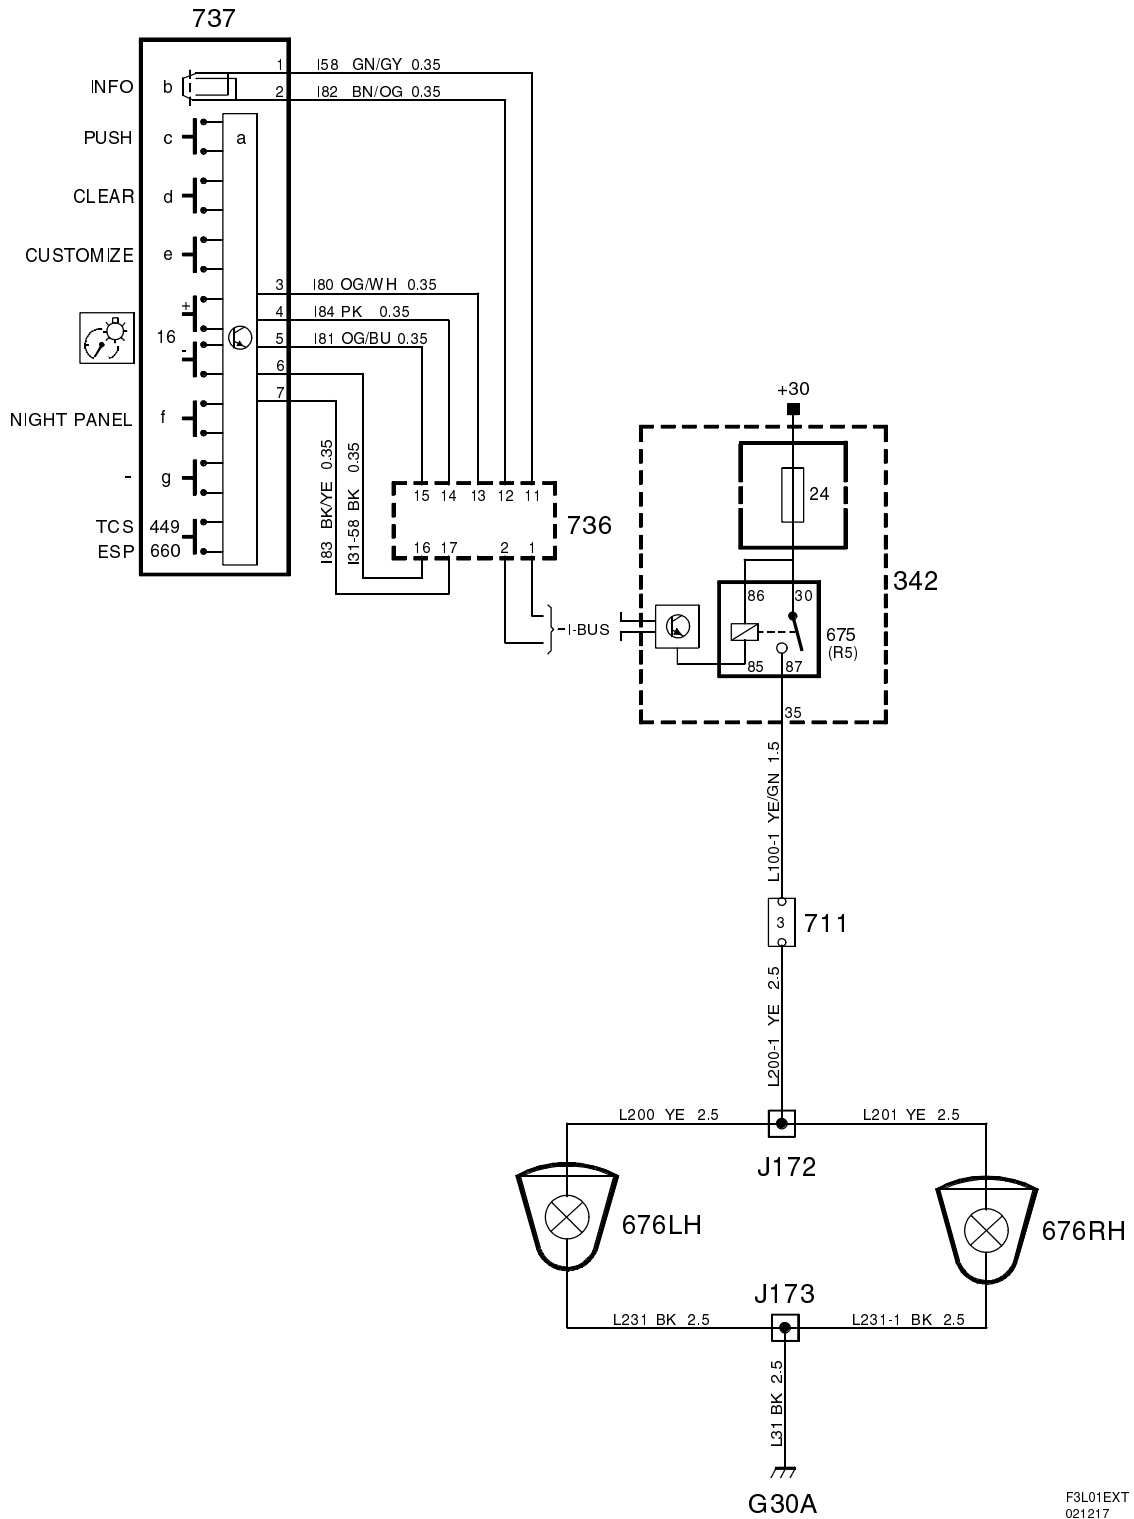 737
1 I58 GN/GY 0.35
INFO b
2 I82 BN/OG 0.35
PUSH c a
CLEAR d
CUSTOMIZE e
3 I80 OG/WH 0.35
+
4 I84 PK 0.35
16
5 I81 OG/BU 0.35
-
6
7
NIGHT PANEL f
- g
TCS 449
ESP 660
I83 BK/YE 0.35
I31-58 BK 0.35
15 14 13 12 11
736
16 17 2 1
I-BUS
+30
24
342
86 30
675
(R5)
85 87
35
L100-1 YE/GN 1.5
3 711
L200-1 YE 2.5
L200 YE 2.5
L201 YE 2.5
J172
676LH
676RH
J173
L231 BK 2.5
L231-1 BK 2.5
L31 BK 2.5
G30A
F3L01EXT
021217